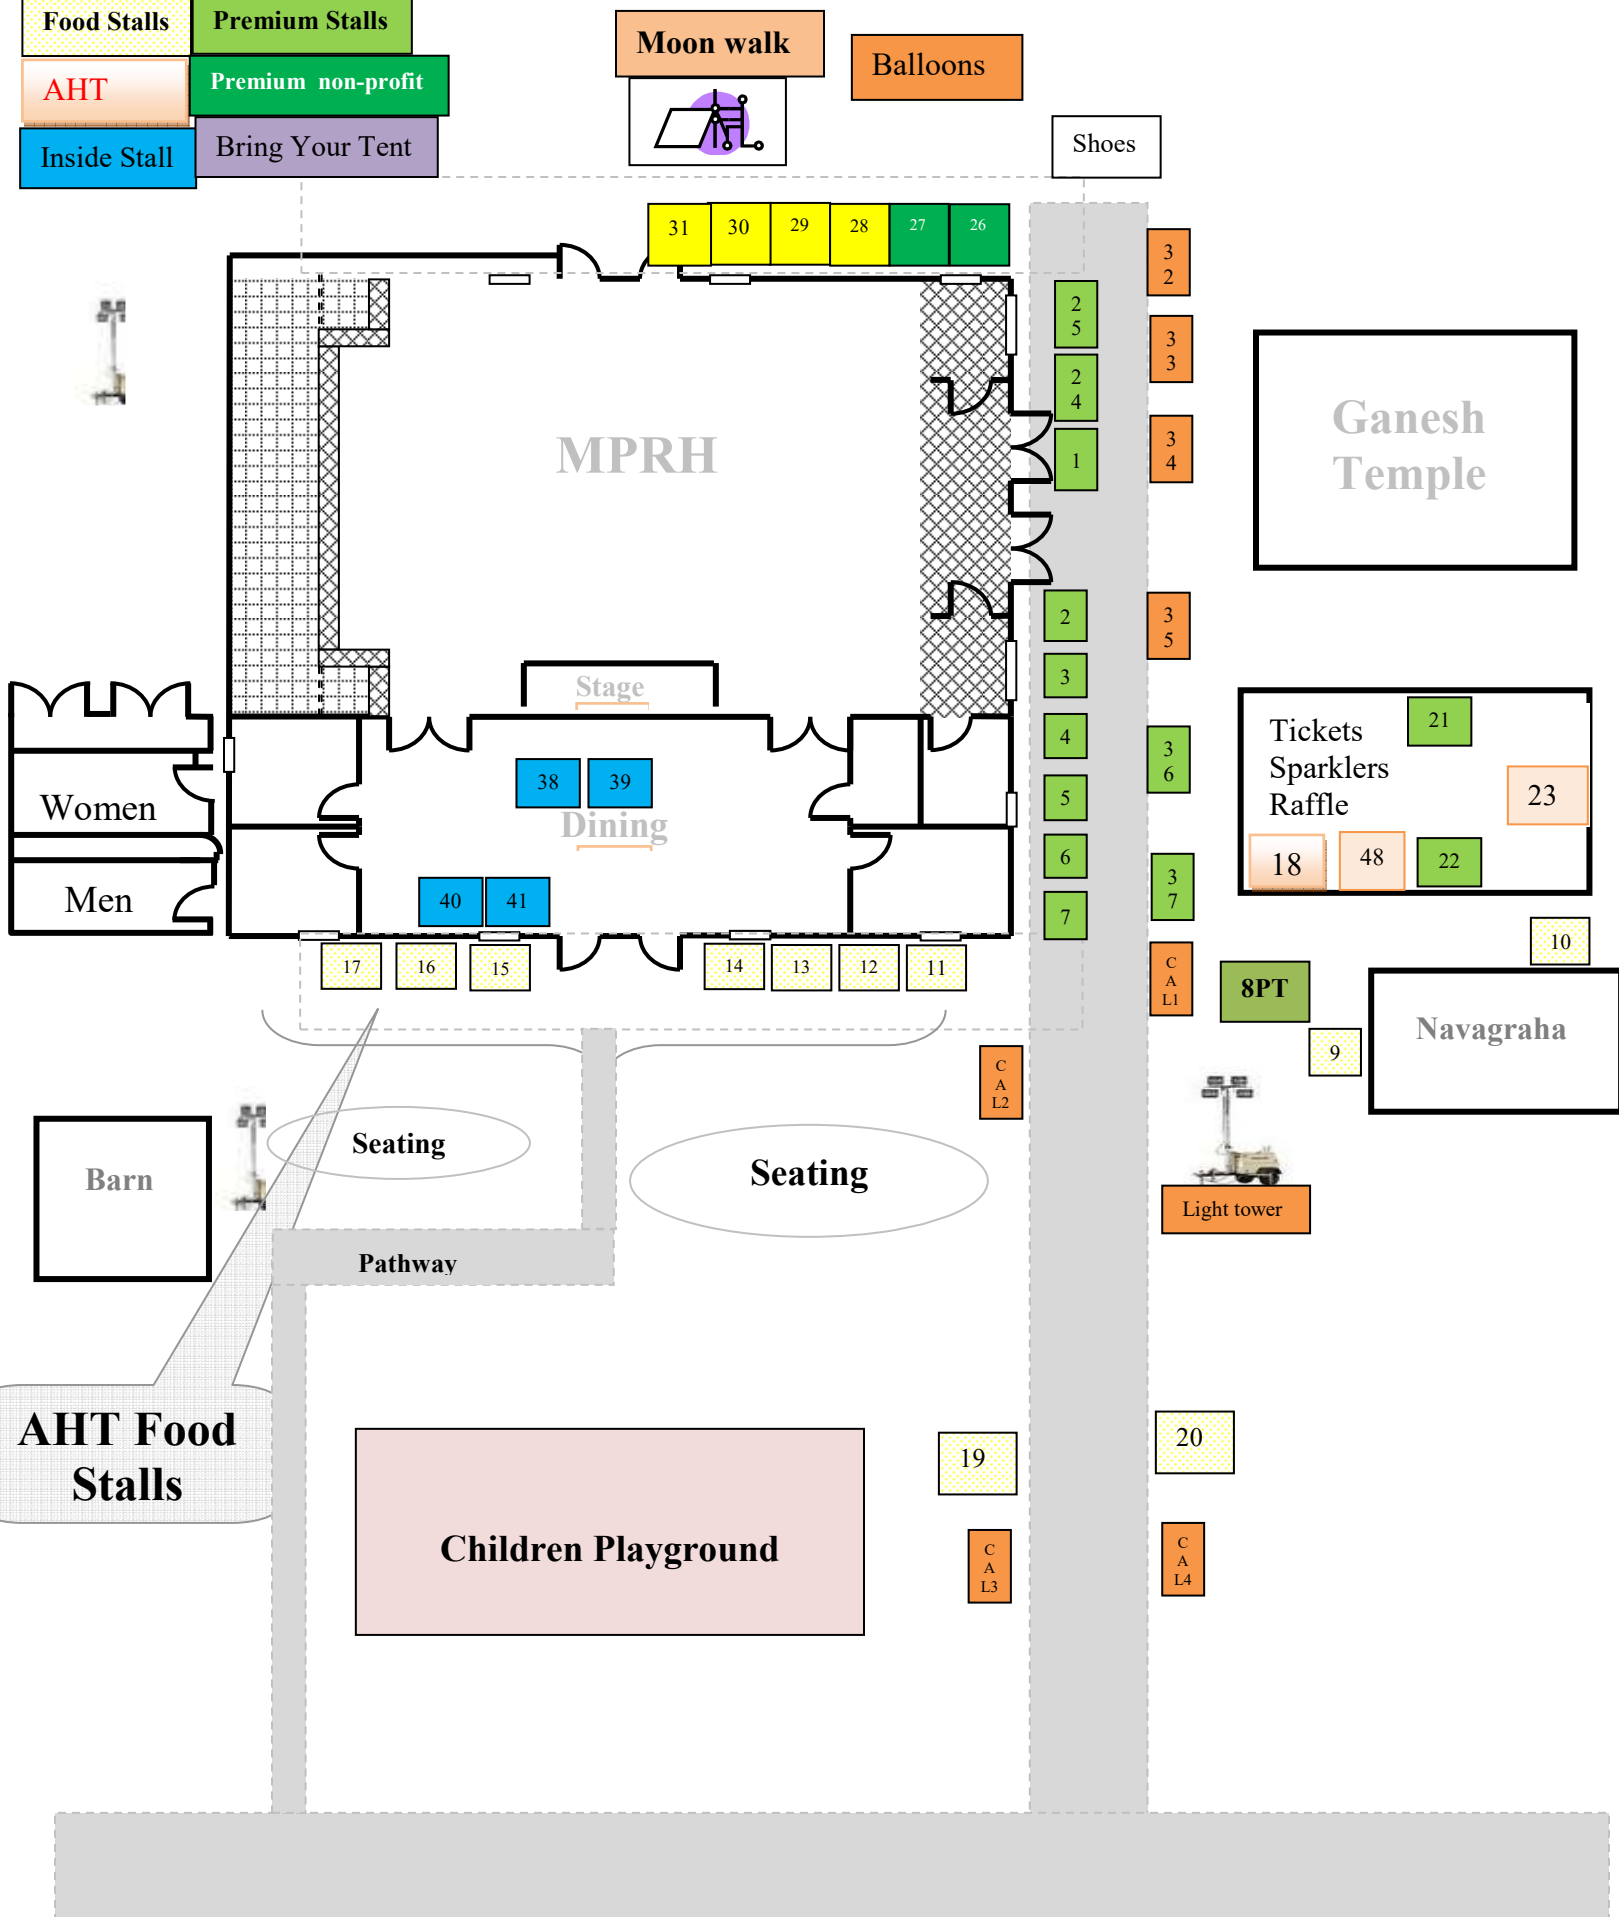 Food Stalls
Premium Stalls
Moon walk
Balloons
AHT
Premium non-profit
Inside Stall
Bring Your Tent
Shoes
31
30
29
28
27
26
3
2
2
5
3
3
2
4
3
4
1
Ganesh
Temple
MPRH
2
3
5
3
Stage
4
3
6
21
Tickets
Sparklers
Raffle
23
38
39
5
Women
Dining
6
18
48
22
3
7
Men
40
41
7
10
17
16
15
14
13
12
11
C
A
L1
8PT
Navagraha
9
C
A
L2
Seating
Seating
Barn
Light tower
Pathway
AHT Food
Stalls
19
20
Children Playground
C
A
L3
C
A
L4